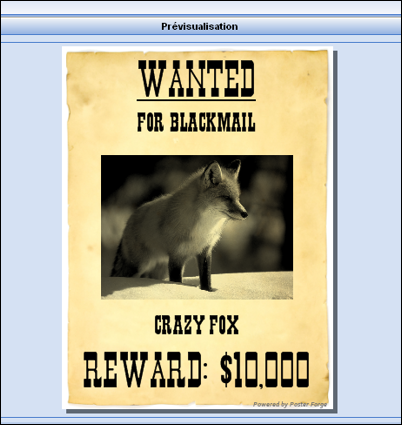 Prévisualisation
WANTED
FOR BLACKMAIL
CRAZY FOX
REWARD: $10,000
Powered by Poster Forge